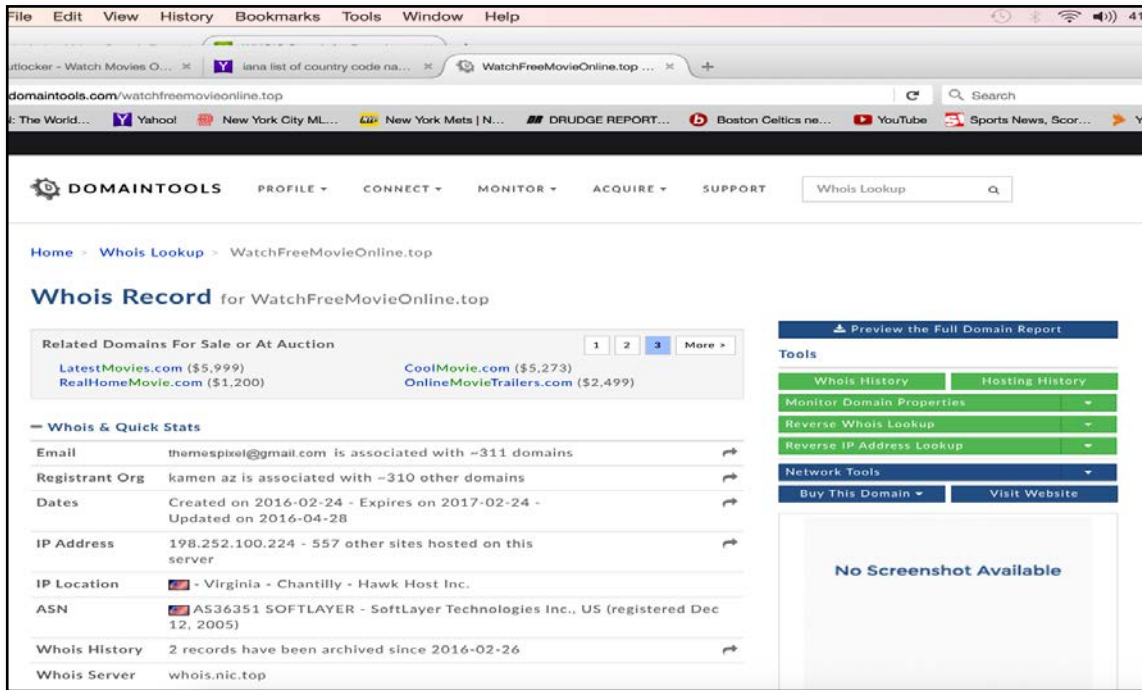 File Edit View History Bookmarks Tools Window Help 41
utlocker - Watch Movies O... × iana list of country code na... × WatchFreeMovieOnline.top ... × +
domaintools.com/watchfreemovieonline.top Search
N: The World... Yahoo! New York City ML... New York Mets | N... DRUDGE REPORT... Boston Celtics ne... YouTube Sports News, Scor... Y
DOMAINTOOLS PROFILE CONNECT MONITOR ACQUIRE SUPPORT Whois Lookup
Home > Whois Lookup > WatchFreeMovieOnline.top
Whois Record for WatchFreeMovieOnline.top
Related Domains For Sale or At Auction 1 2 3 More >
LatestMovies.com ($5,999) CoolMovie.com ($5,273)
RealHomeMovie.com ($1,200) OnlineMovieTrailers.com ($2,499)
Whois & Quick Stats
Email themespixel@gmail.com is associated with ~311 domains
Registrant Org kamen az is associated with ~310 other domains
Dates Created on 2016-02-24 - Expires on 2017-02-24 -
Updated on 2016-04-28
IP Address 198.252.100.224 - 557 other sites hosted on this
server
IP Location - Virginia - Chantilly - Hawk Host Inc.
ASN AS36351 SOFTLAYER - SoftLayer Technologies Inc., US (registered Dec
12, 2005)
Whois History 2 records have been archived since 2016-02-26
Whois Server whois.nic.top
Preview the Full Domain Report
Tools
Whois History Hosting History
Monitor Domain Properties
Reverse Whois Lookup
Reverse IP Address Lookup
Network Tools
Buy This Domain Visit Website
No Screenshot Available